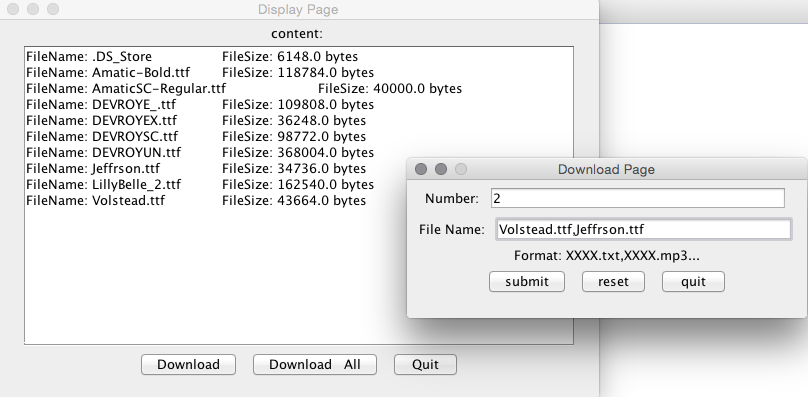 Display Page
content:
FileName: .DS_Store FileSize: 6148.0 bytes
FileName: Amatic-Bold.ttf FileSize: 118784.0 bytes
FileName: AmaticSC-Regular.ttf FileSize: 40000.0 bytes
FileName: DEVROYE_.ttf FileSize: 109808.0 bytes
FileName: DEVROYEX.ttf FileSize: 36248.0 bytes
FileName: DEVROYSC.ttf FileSize: 98772.0 bytes
FileName: DEVROYUN.ttf FileSize: 368004.0 bytes
FileName: Jeffrson.ttf FileSize: 34736.0 bytes
FileName: LillyBelle_2.ttf FileSize: 162540.0 bytes
FileName: Volstead.ttf FileSize: 43664.0 bytes
Download
Download All
Quit
Download Page
Number: 2
File Name: Volstead.ttf,Jeffrson.ttf
Format: XXXX.txt,XXXX.mp3...
submit
reset
quit